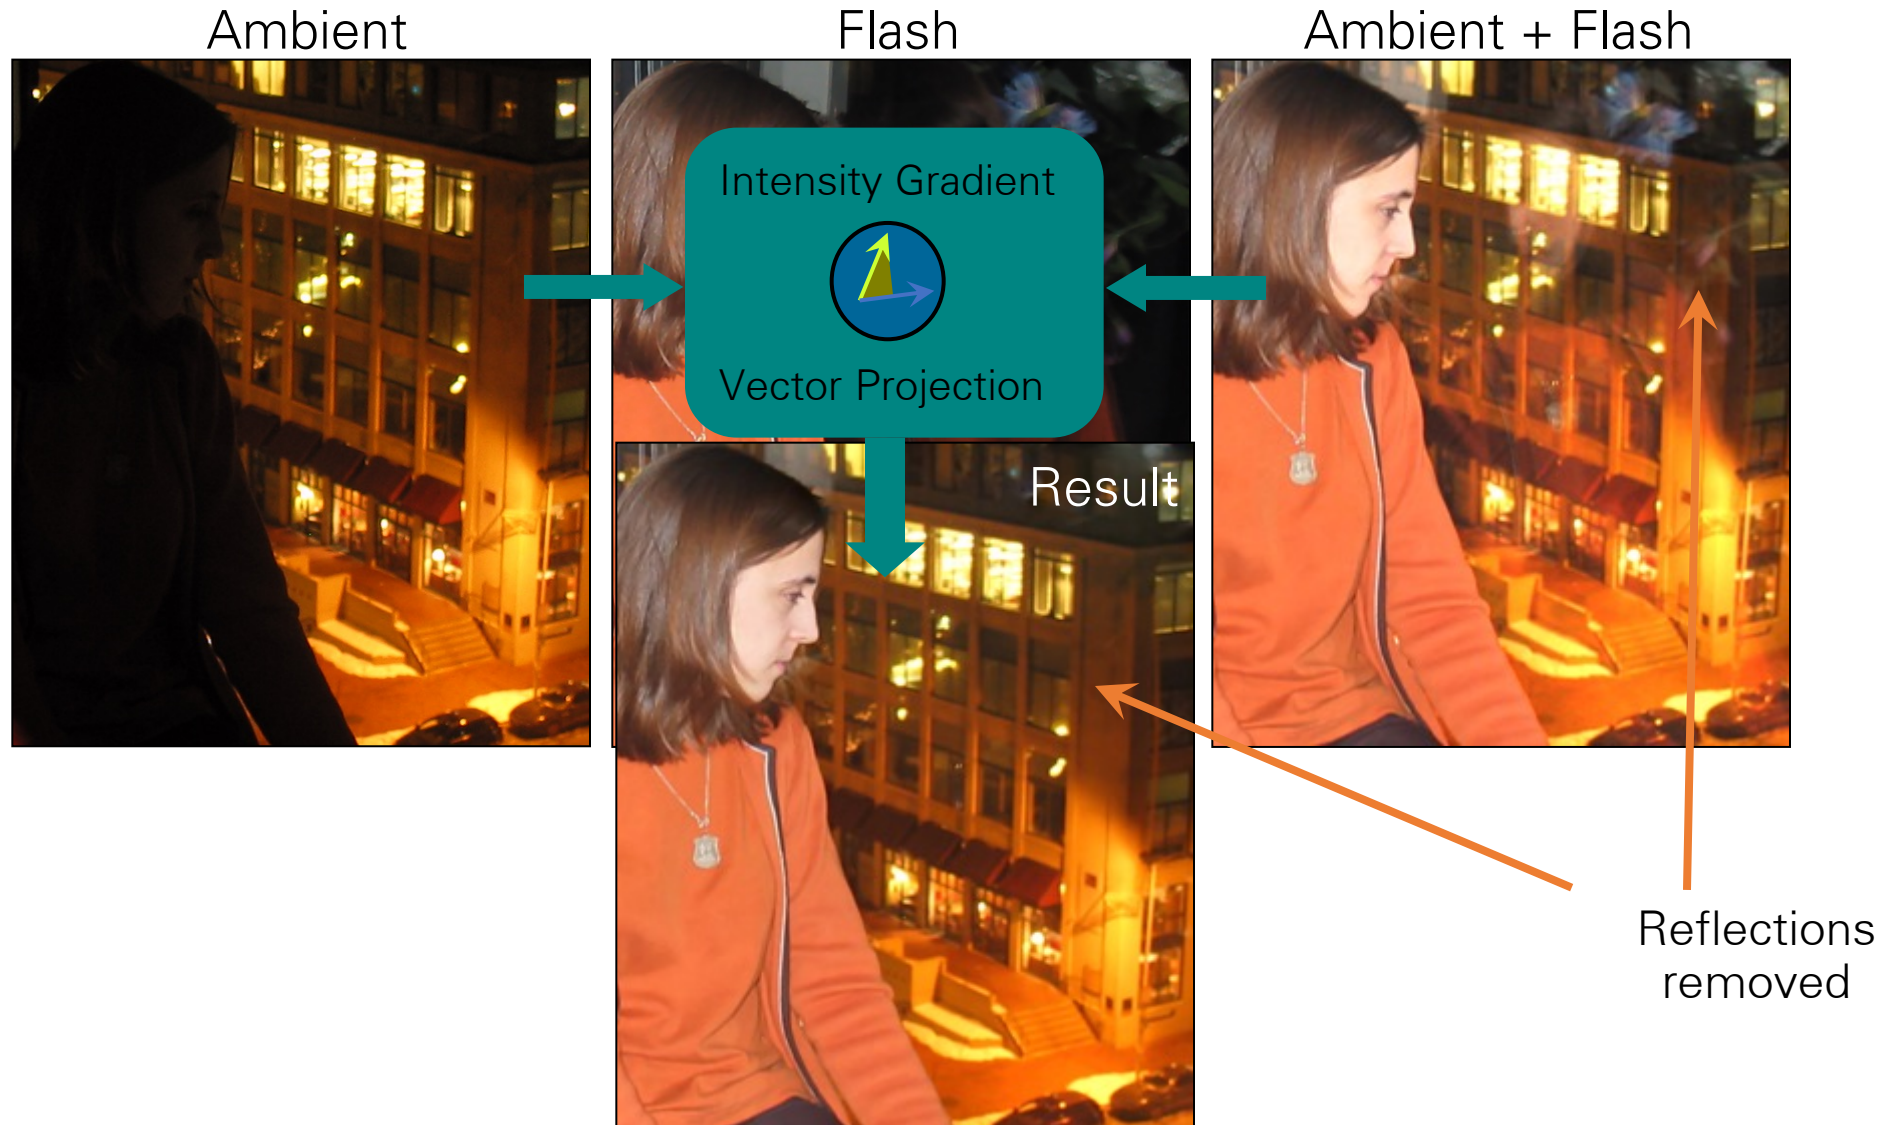 Ambient
Flash
Ambient + Flash
Intensity Gradient
Vector Projection
Result
Reflections
removed